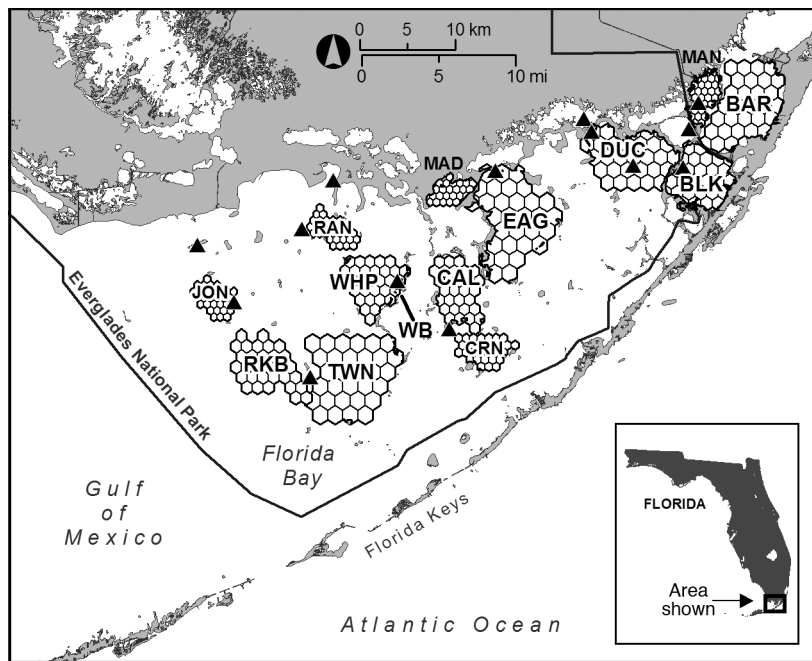 0 5 10 km
0 5 10 mi
MAN
BAR
DUC
MAD
BLK
EAG
RAN
WHP
CAL
JON
WB
CRN
RKB
TWN
Everglades National Park
Florida
Bay
Gulf
of
Mexico
Florida Keys
FLORIDA
Area
shown
Atlantic Ocean